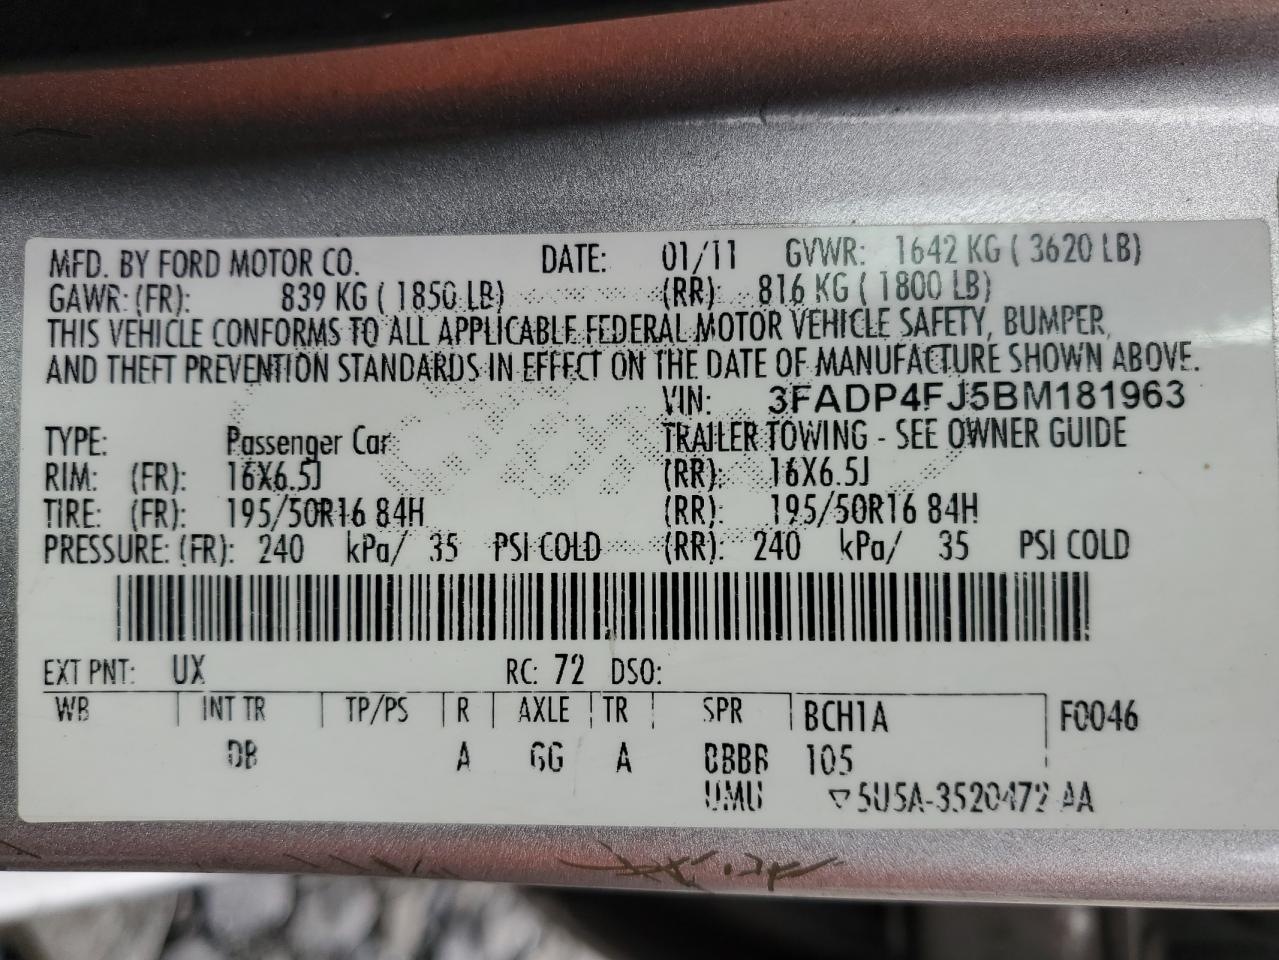 MFD. BY FORD MOTOR CO. DATE: 01/11 GVWR: 1642 KG ( 3620 LB)
GAWR: (FR): 839 KG ( 1850 LB) (RR) 816 KG ( 1800 LB)
THIS VEHICLE CONFORMS TO ALL APPLICABLE FEDERAL MOTOR VEHICLE SAFETY, BUMPER,
AND THEFT PREVENTION STANDARDS IN EFFECT ON THE DATE OF MANUFACTURE SHOWN ABOVE.
VIN: 3FADP4FJ5BM181963
TYPE: Passenger Car TRAILER TOWING - SEE OWNER GUIDE
RIM: (FR): 16X6.5J (RR): 16X6.5J
TIRE: (FR): 195/50R16 84H (RR): 195/50R16 84H
PRESSURE: (FR): 240 kPa/ 35 PSI COLD (RR): 240 kPa/ 35 PSI COLD
EXT PNT: UX RC: 72 DSO:
WB INT TR TP/PS R AXLE TR SPR BCH1A F0046
DB A GG A BBBB 105
UMU ▽5U5A-3520472 AA